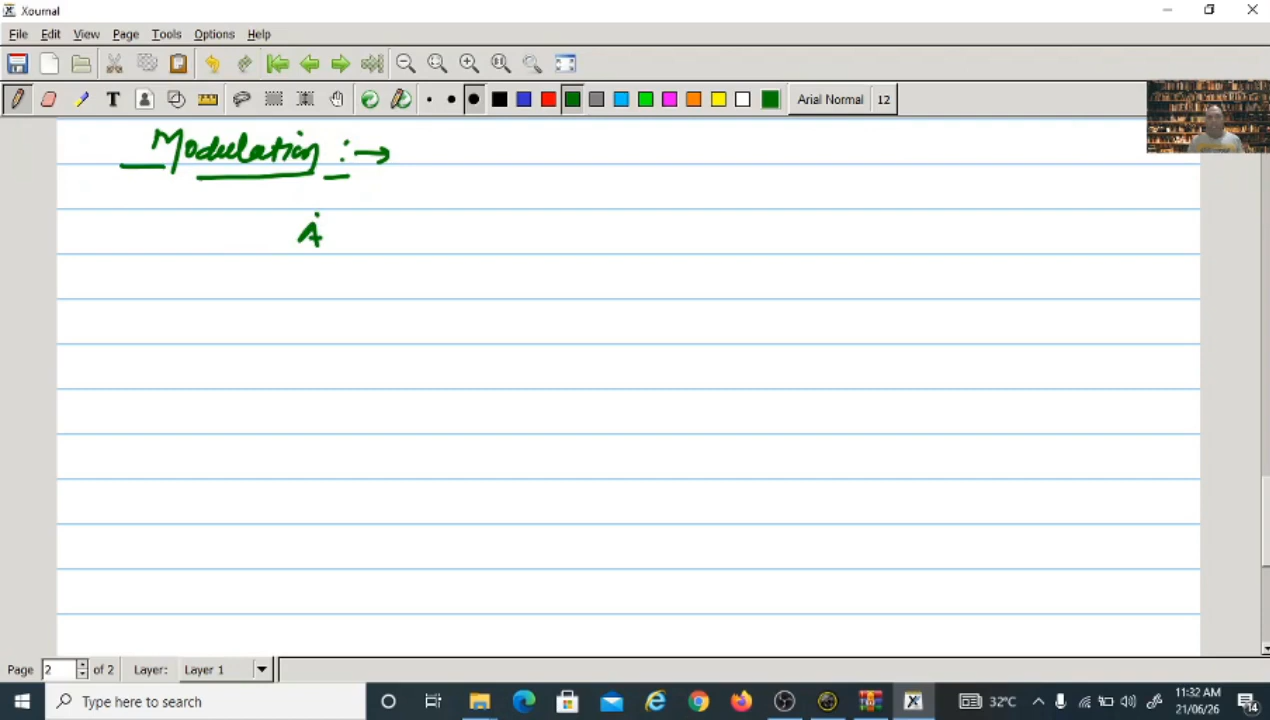 Xournal
File Edit View Page Tools Options Help
T Arial Normal 12
Modulation :→
A
Page 2 of 2 Layer: Layer 1
Type here to search 32°C 11:32 AM
21/06/26 14